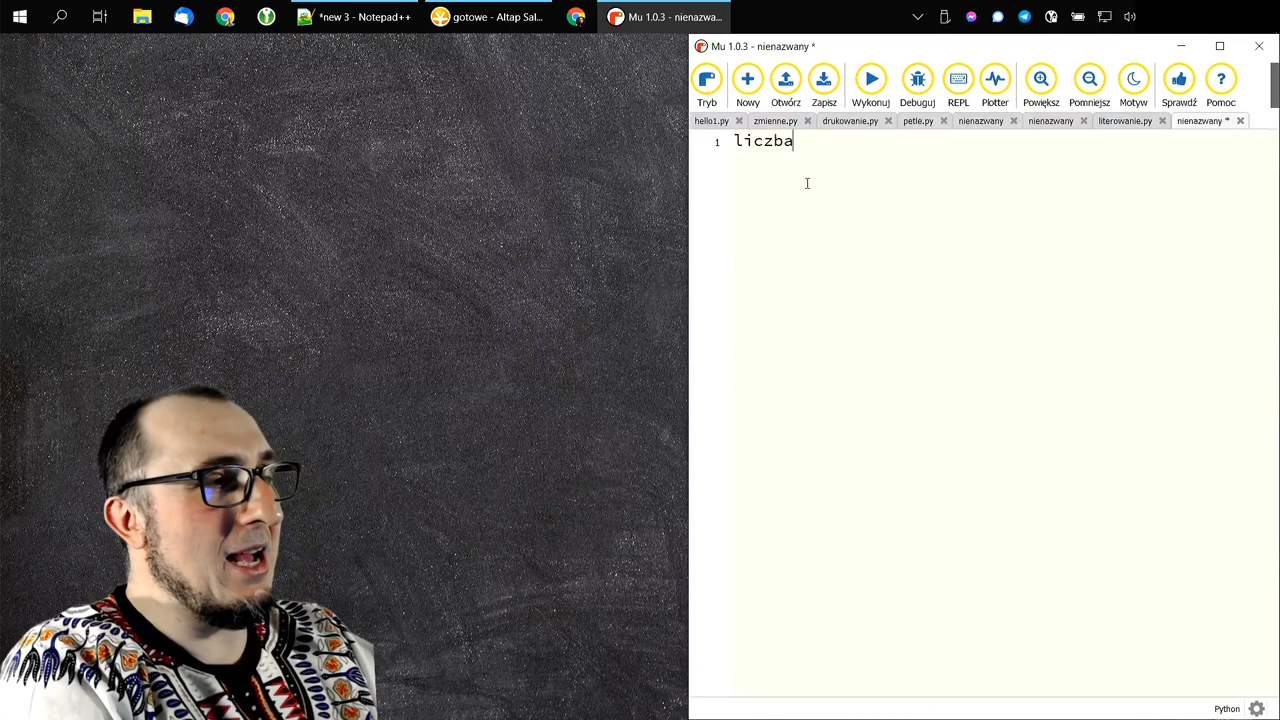 *new 3 - Notepad++
gotowe - Altap Sal...
Mu 1.0.3 - nienazwa...
Mu 1.0.3 - nienazwany *
Tryb Nowy Otwórz Zapisz Wykonuj Debuguj REPL Plotter Powiększ Pomniejsz Motyw Sprawdź Pomoc
hello1.py zmienne.py drukowanie.py petle.py nienazwany nienazwany literowanie.py nienazwany *
1 liczba
Python